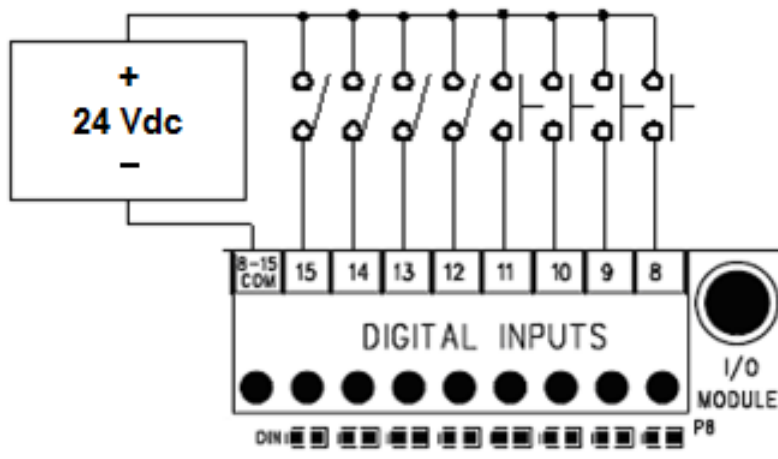 +
24 Vdc
−
8-15
COM
15
14
13
12
11
10
9
8
DIGITAL INPUTS
I/O
MODULE
P8
DIN